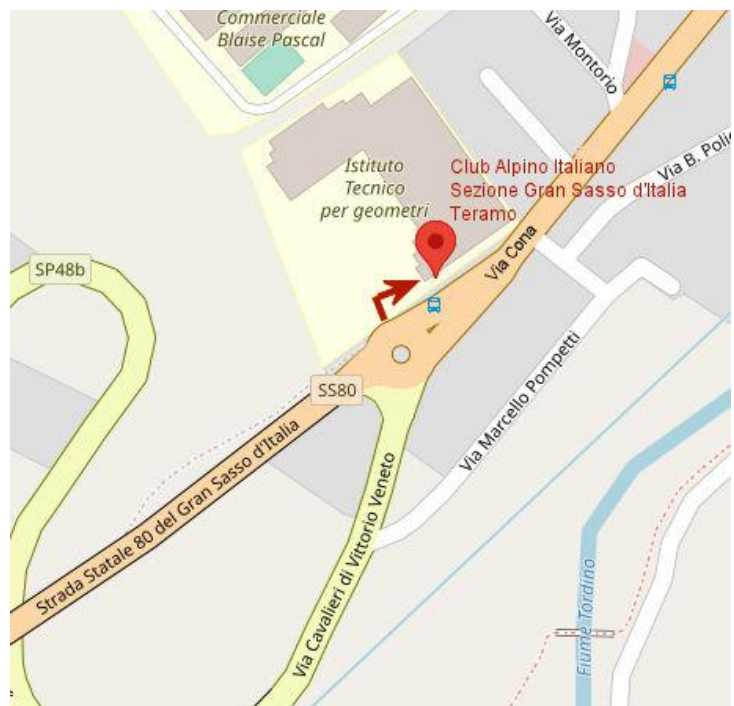 Commerciale
Blaise Pascal
Via Montorio
Istituto
Tecnico
per geometri
Club Alpino Italiano
Sezione Gran Sasso d'Italia
Teramo
Via B. Polic
Via Cona
SP48b
SS80
Via Marcello Pompetti
Strada Statale 80 del Gran Sasso d'Italia
Via Cavalieri di Vittorio Veneto
Fiume Tordino